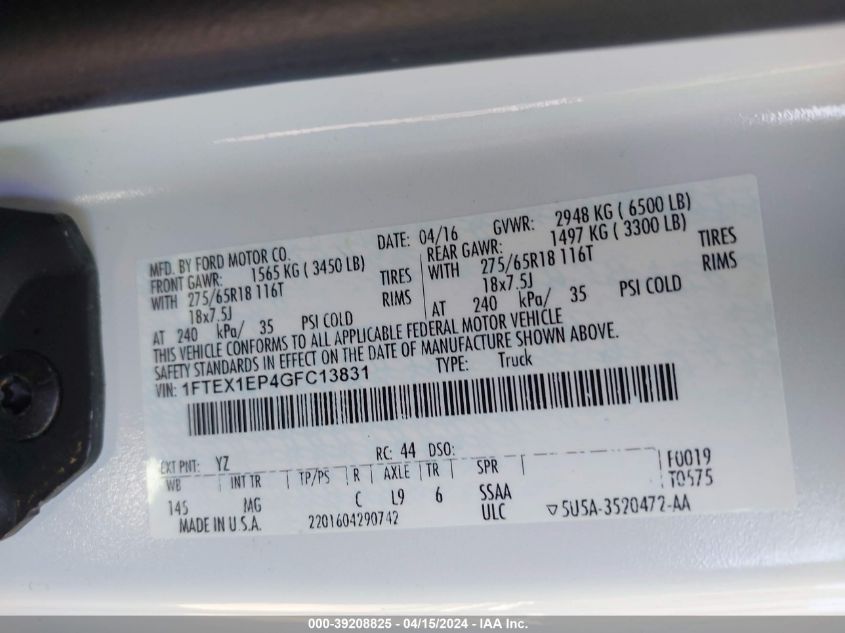 MFD. BY FORD MOTOR CO.
DATE: 04/16
GVWR: 2948 KG ( 6500 LB)
FRONT GAWR: 1565 KG ( 3450 LB)
REAR GAWR: 1497 KG ( 3300 LB)
WITH 275/65R18 116T TIRES
WITH 275/65R18 116T TIRES
18x7.5J RIMS
18x7.5J RIMS
AT 240 kPa/ 35 PSI COLD
AT 240 kPa/ 35 PSI COLD
THIS VEHICLE CONFORMS TO ALL APPLICABLE FEDERAL MOTOR VEHICLE
SAFETY STANDARDS IN EFFECT ON THE DATE OF MANUFACTURE SHOWN ABOVE.
VIN: 1FTEX1EP4GFC13831
TYPE: Truck
EXT PNT: YZ RC: 44 DSO:
WB INT TR TP/PS R AXLE TR SPR F0019
145 MG C L9 6 SSAA T0575
MADE IN U.S.A. 2201604290742 ULC ▽5U5A-3520472-AA
000-39208825 - 04/15/2024 - IAA Inc.